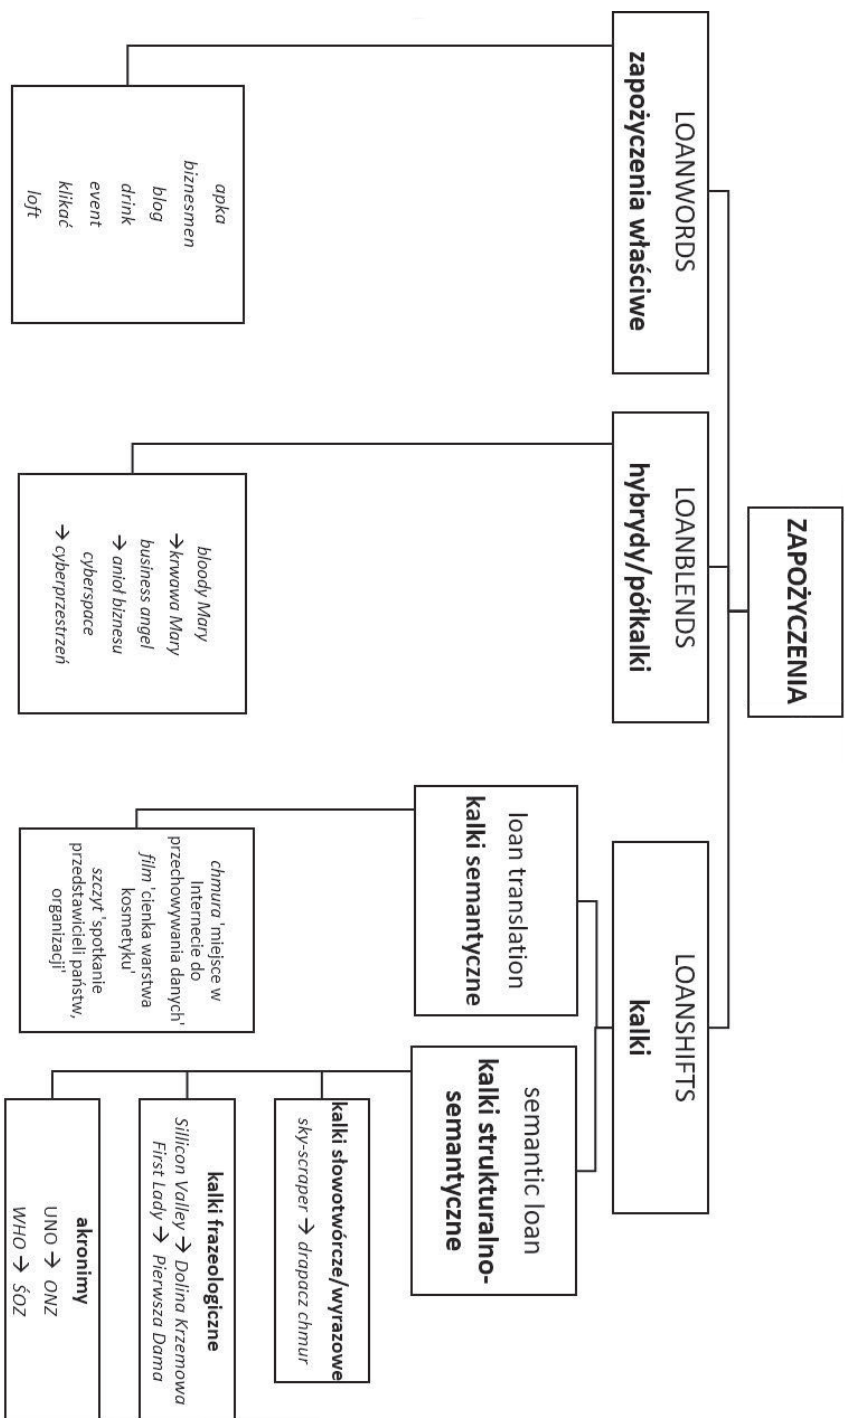 ZAPOŻYCZENIA
LOANWORDS
zapożyczenia właściwe
apka
biznesmen
blog
drink
event
klikać
loft
LOANBLENDS
hybrydy/półkalki
bloody Mary
→krwawa Mary
business angel
→ anioł biznesu
cyberspace
→ cyberprzestrzeń
LOANSHIFTS
kalki
loan translation
kalki semantyczne
chmura 'miejsce w
Internecie do
przechowywania danych'
film 'cienka warstwa
kosmetyku'
szczyt 'spotkanie
przedstawicieli państw,
organizacji'
semantic loan
kalki strukturalno-
semantyczne
kalki słowotwórcze/wyrazowe
sky-scraper → drapacz chmur
kalki frazeologiczne
Sillicon Valley → Dolina Krzemowa
First Lady → Pierwsza Dama
akronimy
UNO → ONZ
WHO → ŚOZ